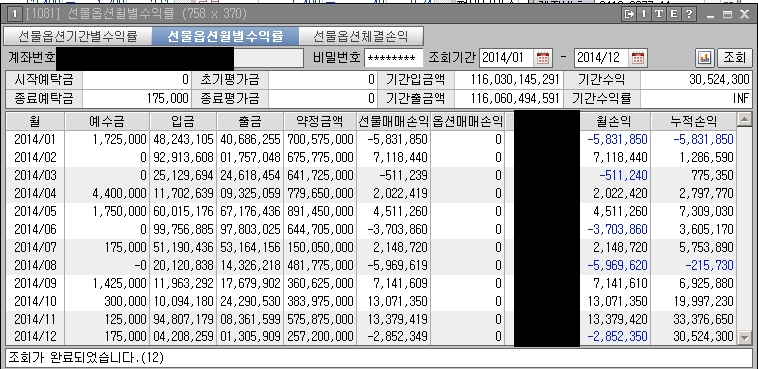 [1081] 선물옵션월별수익률 (758 x 370)
선물옵션기간별수익률 선물옵션월별수익률 선물옵션체결손익
계좌번호 비밀번호 ******** 조회기간 2014/01 - 2014/12 조회
시작예탁금 0 초기평가금 0 기간입금액 116,030,145,291 기간수익 30,524,300
종료예탁금 175,000 종료평가금 0 기간출금액 116,060,494,591 기간수익률 INF
월 예수금 입금 출금 약정금액 선물매매손익 옵션매매손익 월손익 누적손익
2014/01 1,725,000 48,243,105 40,686,255 700,575,000 -5,831,850 0 -5,831,850 -5,831,850
2014/02 0 92,913,608 01,757,048 675,775,000 7,118,440 0 7,118,440 1,286,590
2014/03 0 25,129,694 24,618,454 641,725,000 -511,239 0 -511,240 775,350
2014/04 4,400,000 11,702,639 09,325,059 779,650,000 2,022,419 0 2,022,420 2,797,770
2014/05 1,750,000 60,015,176 67,176,436 891,450,000 4,511,260 0 4,511,260 7,309,030
2014/06 0 99,756,885 97,803,025 644,705,000 -3,703,860 0 -3,703,860 3,605,170
2014/07 175,000 51,190,436 53,164,156 150,050,000 2,148,720 0 2,148,720 5,753,890
2014/08 -0 20,120,838 14,326,218 481,775,000 -5,969,619 0 -5,969,620 -215,730
2014/09 1,425,000 11,963,292 17,679,902 360,625,000 7,141,609 0 7,141,610 6,925,880
2014/10 300,000 10,094,180 24,290,530 383,975,000 13,071,350 0 13,071,350 19,997,230
2014/11 125,000 94,807,179 08,361,599 575,875,000 13,379,419 0 13,379,420 33,376,650
2014/12 175,000 04,208,259 01,305,909 257,200,000 -2,852,349 0 -2,852,350 30,524,300
조회가 완료되었습니다.(12)